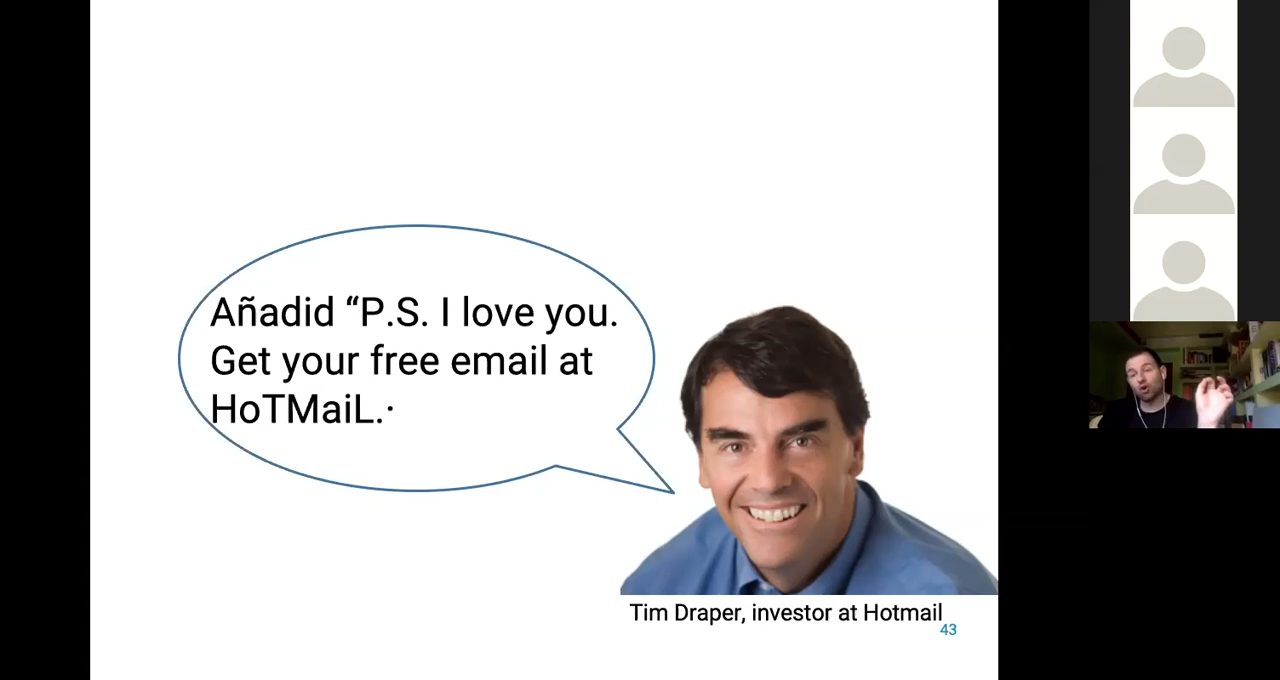 Añadid “P.S. I love you.
Get your free email at
HoTMaiL.·
Tim Draper, investor at Hotmail
43